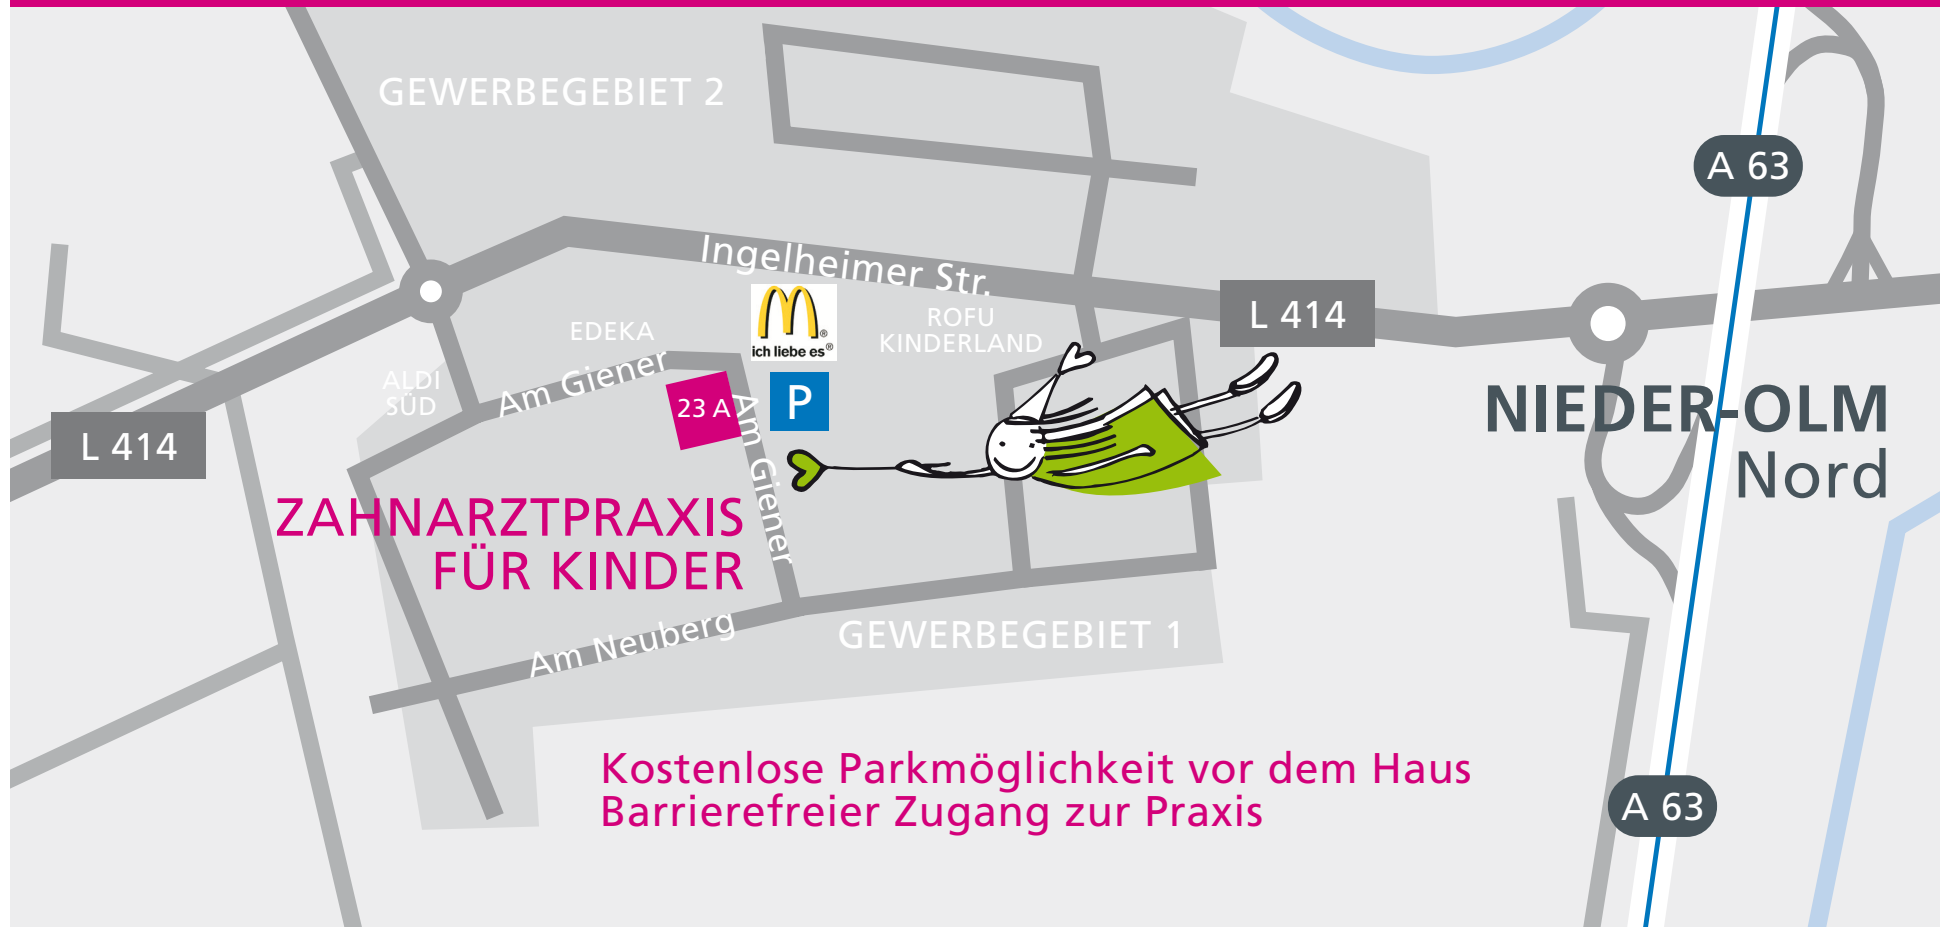 GEWERBEGEBIET 2
A 63
Ingelheimer Str.
L 414
ich liebe es®
EDEKA
ROFU
KINDERLAND
ALDI
SÜD
Am Giener
23 A
P
Am Giener
L 414
NIEDER-OLM
Nord
ZAHNARZTPRAXIS
FÜR KINDER
Am Neuberg
GEWERBEGEBIET 1
Kostenlose Parkmöglichkeit vor dem Haus
Barrierefreier Zugang zur Praxis
A 63